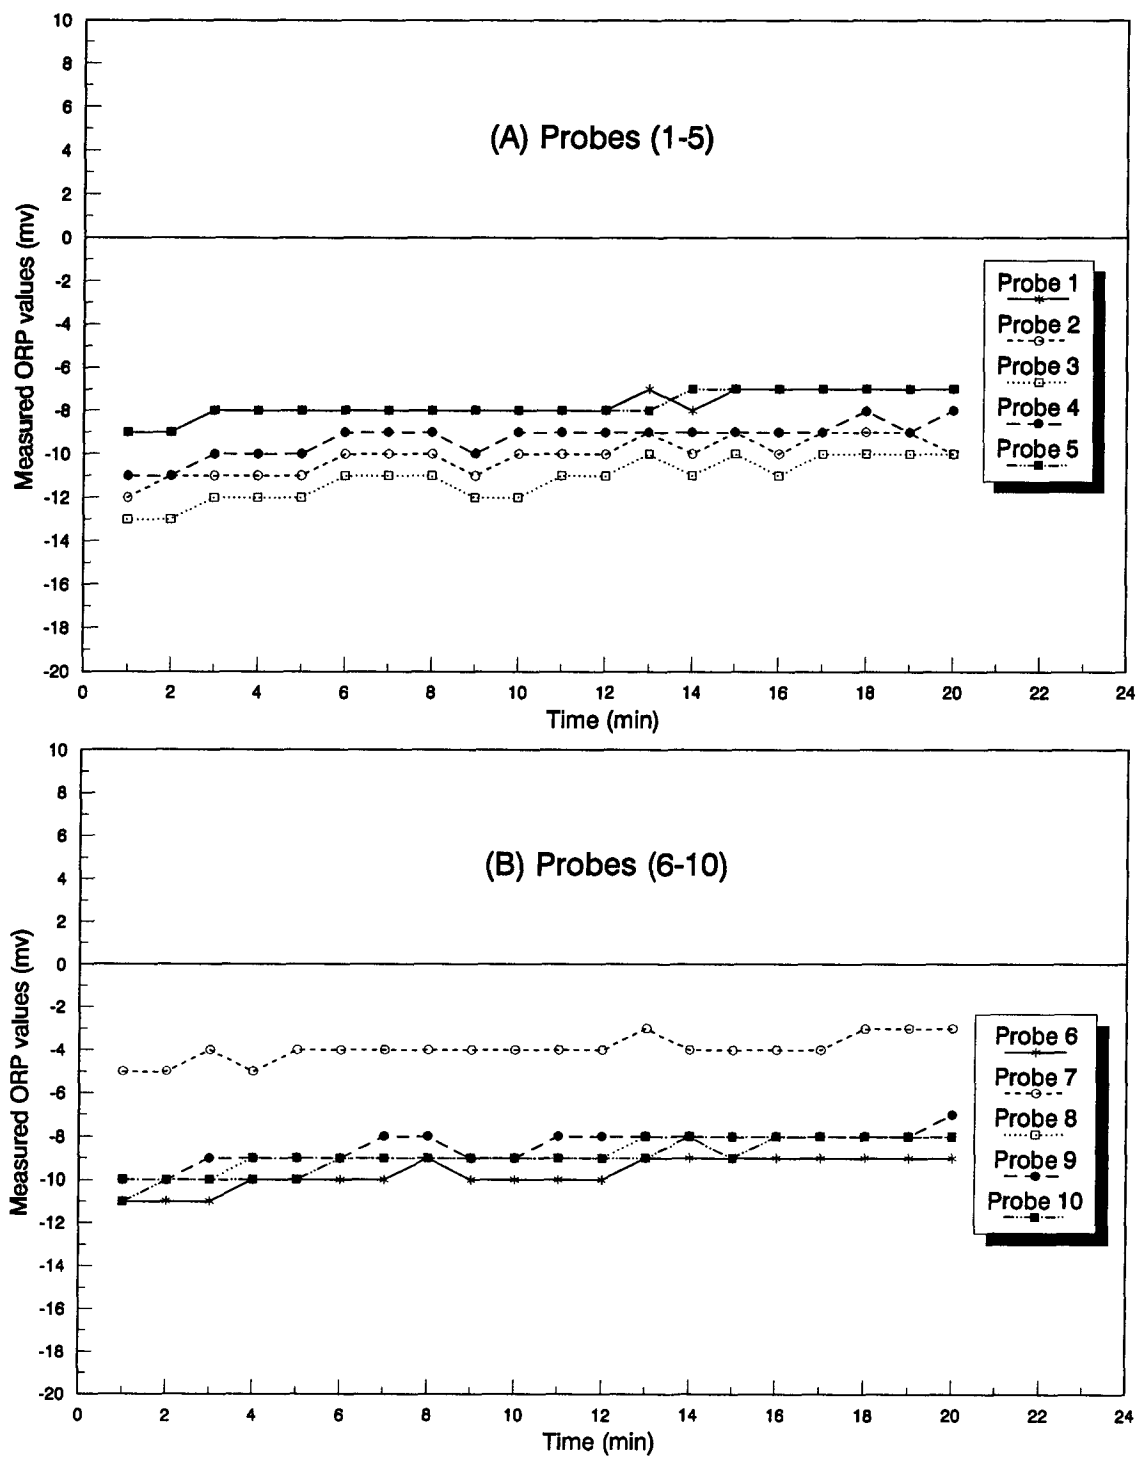 10
8
6
(A) Probes (1-5)
4
2
0
Measured ORP values (mv)
-2
Probe 1
-4
Probe 2
-6
Probe 3
-8
Probe 4
-10
Probe 5
-12
-14
-16
-18
-20
0 2 4 6 8 10 12 14 16 18 20 22 24
Time (min)
10
8
6
(B) Probes (6-10)
4
2
0
Measured ORP values (mv)
-2
Probe 6
-4
Probe 7
-6
Probe 8
-8
Probe 9
-10
Probe 10
-12
-14
-16
-18
-20
0 2 4 6 8 10 12 14 16 18 20 22 24
Time (min)